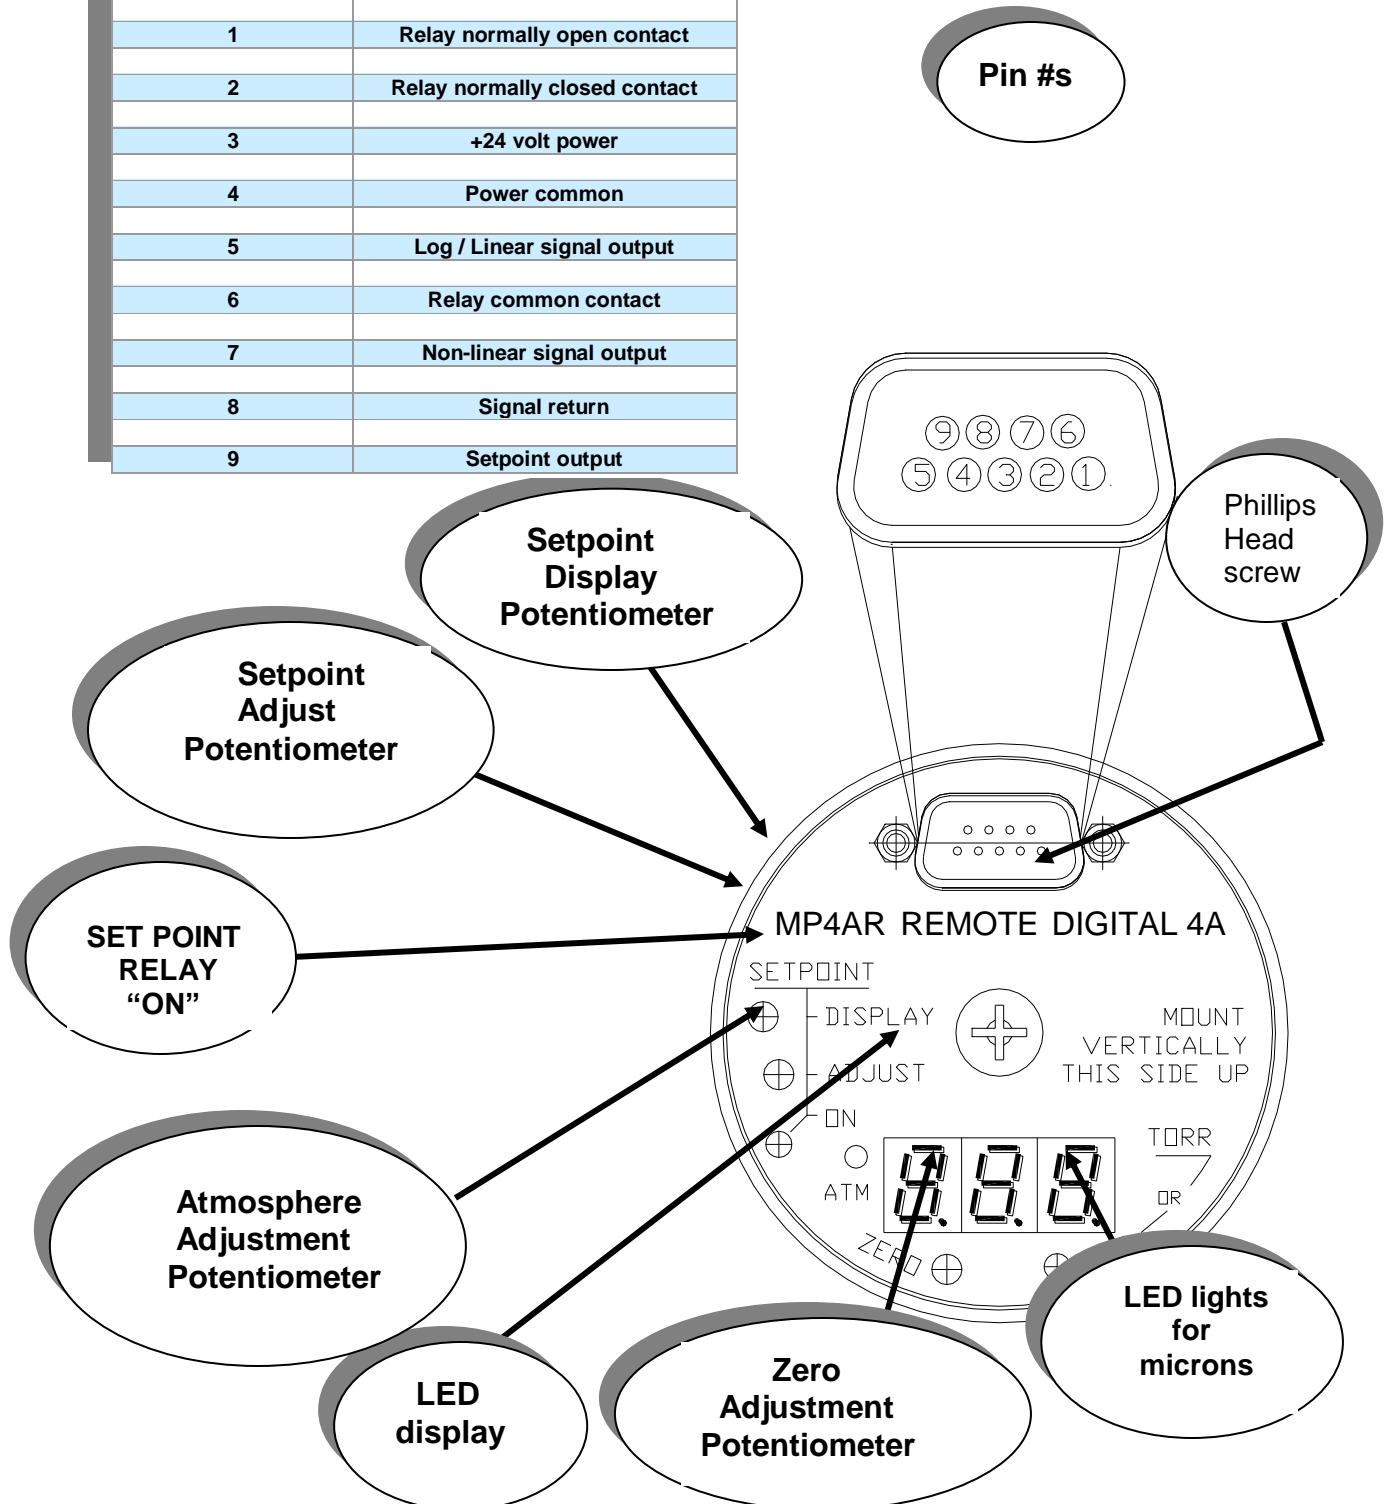 1 Relay normally open contact
2 Relay normally closed contact
3 +24 volt power
4 Power common
5 Log / Linear signal output
6 Relay common contact
7 Non-linear signal output
8 Signal return
9 Setpoint output
Pin #s
9 8 7 6
5 4 3 2 1
Phillips
Head
screw
Setpoint
Display
Potentiometer
Setpoint
Adjust
Potentiometer
SET POINT
RELAY
“ON”
MP4AR REMOTE DIGITAL 4A
SETPOINT
DISPLAY
ADJUST
ON
MOUNT
VERTICALLY
THIS SIDE UP
ATM
8.8.8.
TORR
OR
ZERO
Atmosphere
Adjustment
Potentiometer
LED
display
Zero
Adjustment
Potentiometer
LED lights
for
microns